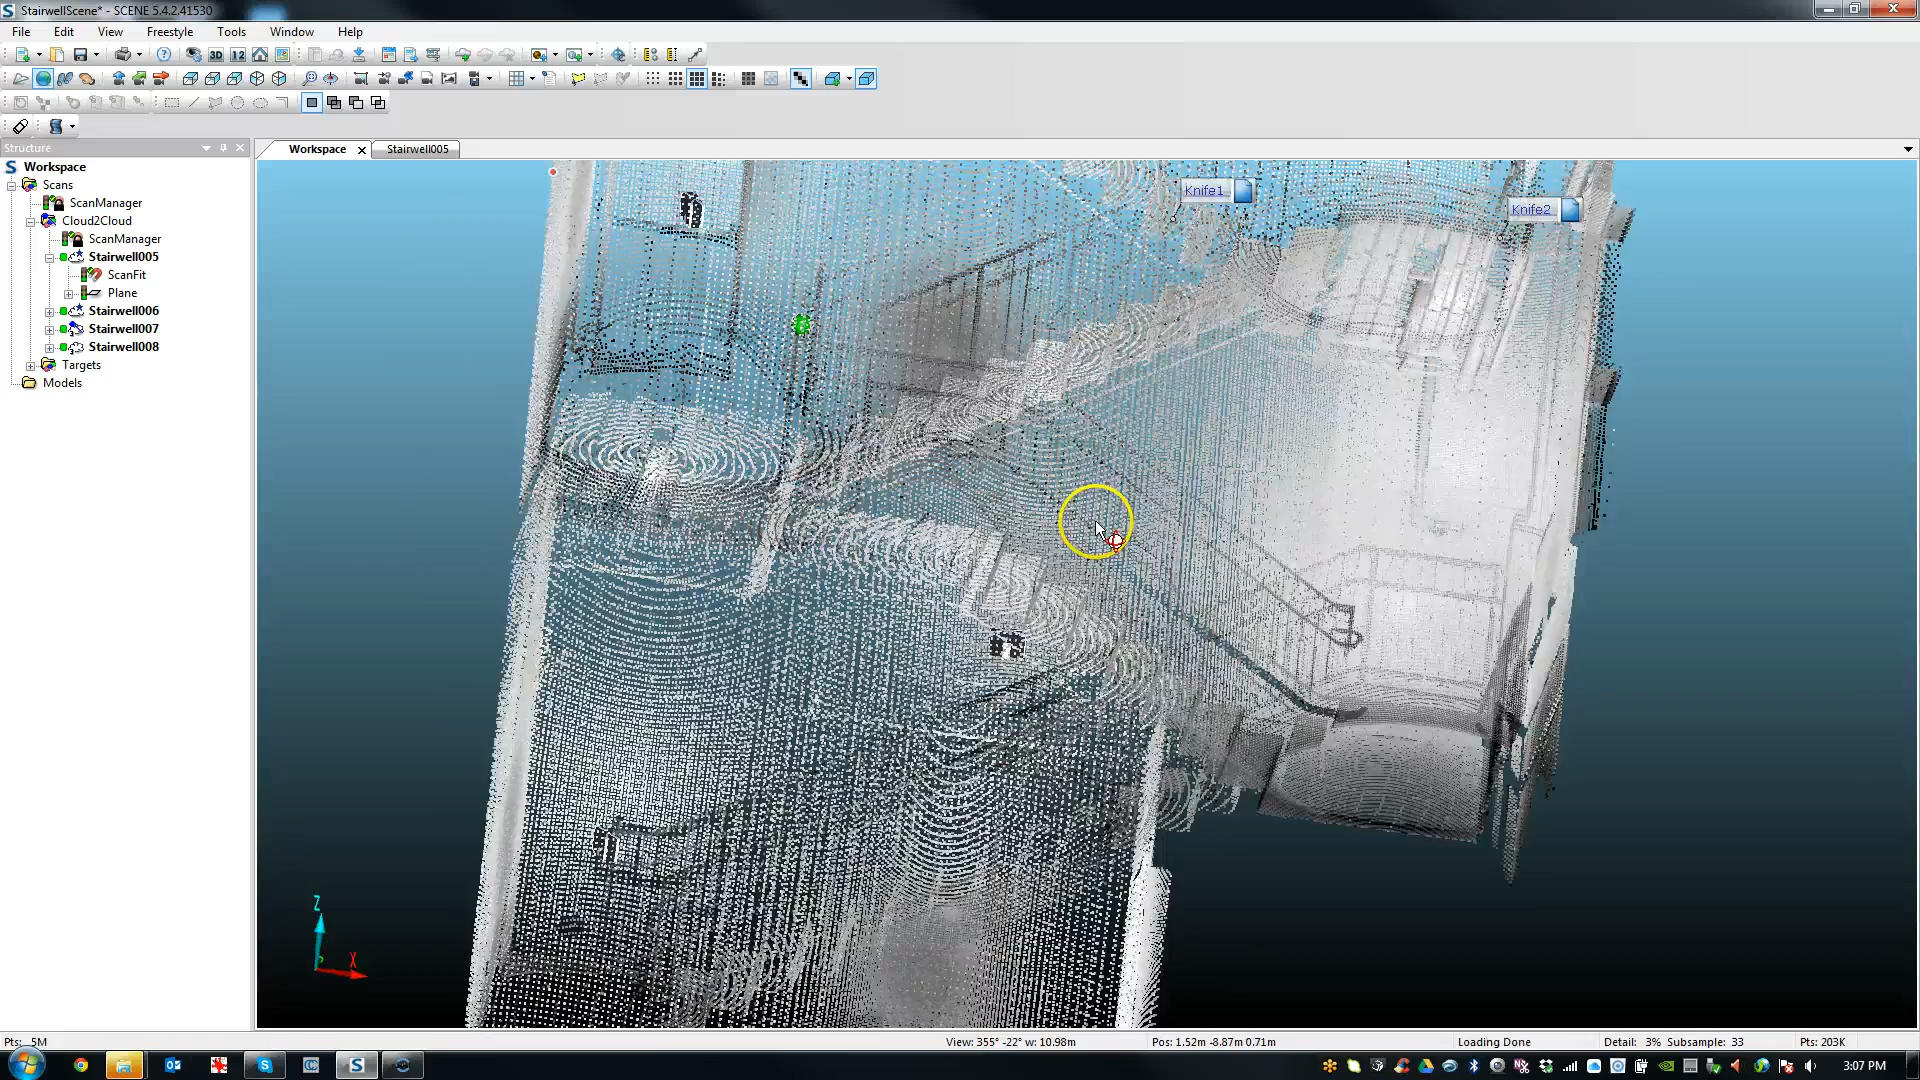 StairwellScene* - SCENE 5.4.2.41530
File Edit View Freestyle Tools Window Help
3D 12
Structure
Workspace
Scans
ScanManager
Cloud2Cloud
ScanManager
Stairwell005
ScanFit
Plane
Stairwell006
Stairwell007
Stairwell008
Targets
Models
Workspace
Stairwell005
Knife1
Knife2
Z
X
Pts: 5M
View: 355° -22° w: 10.98m
Pos: 1.52m -8.87m 0.71m
Loading Done
Detail: 3% Subsample: 33
Pts: 203K
3:07 PM